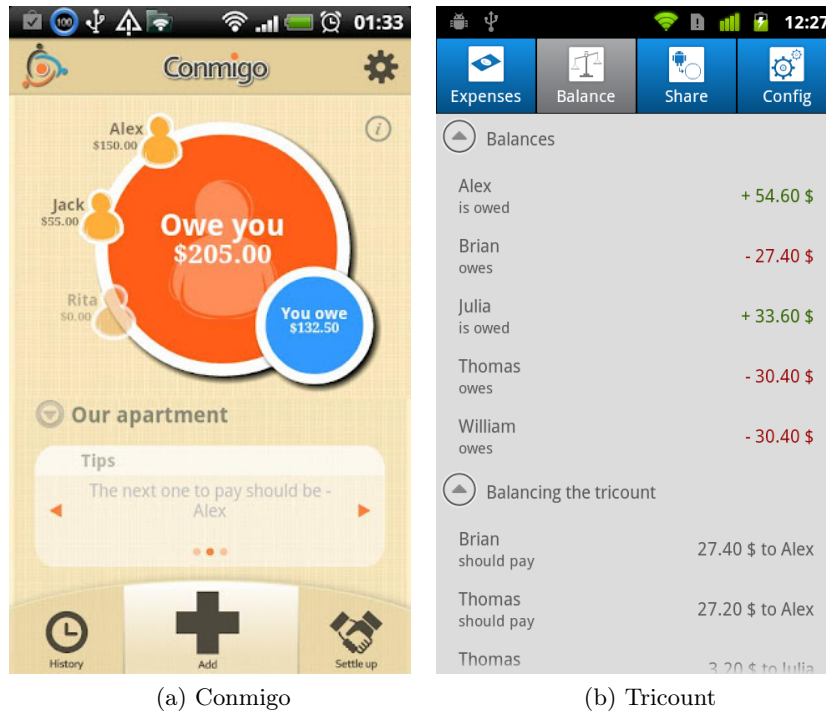 100
01:33
Conmigo
Alex
$150.00
Jack
$55.00
Rita
$0.00
Owe you
$205.00
You owe
$132.50
Our apartment
Tips
The next one to pay should be -
Alex
History
Add
Settle up
(a) Conmigo
12:27
Expenses
Balance
Share
Config
Balances
Alex
is owed
+ 54.60 $
Brian
owes
- 27.40 $
Julia
is owed
+ 33.60 $
Thomas
owes
- 30.40 $
William
owes
- 30.40 $
Balancing the tricount
Brian
should pay
27.40 $ to Alex
Thomas
should pay
27.20 $ to Alex
Thomas
3.20 $ to Julia
(b) Tricount